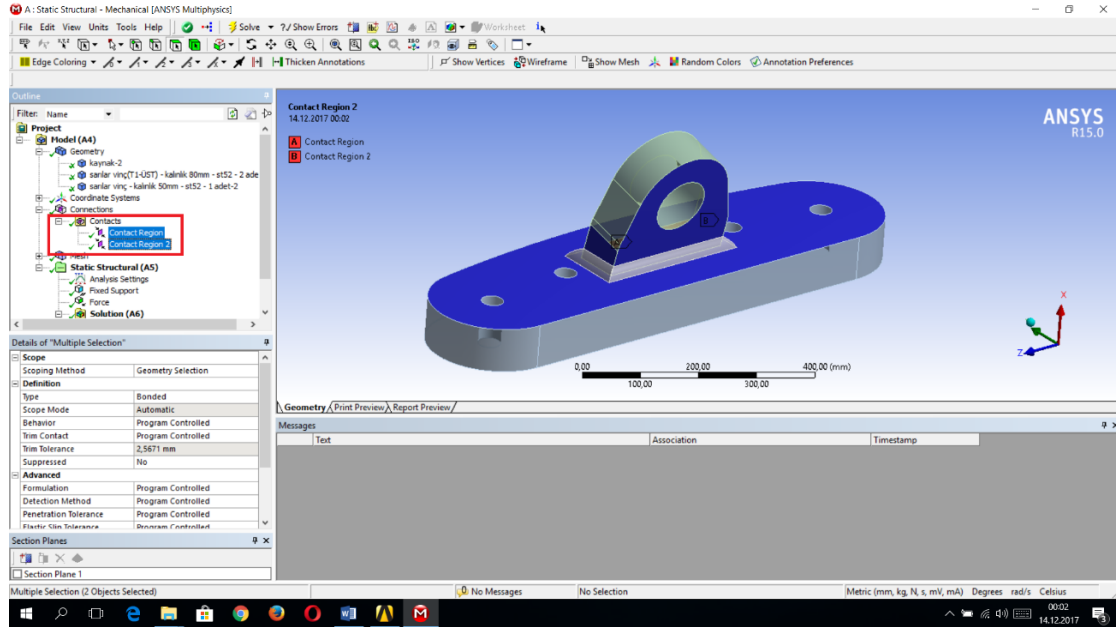 A : Static Structural - Mechanical [ANSYS Multiphysics]
File Edit View Units Tools Help Solve ?/ Show Errors Worksheet
Edge Coloring Thicken Annotations Show Vertices Wireframe Show Mesh Random Colors Annotation Preferences
Outline
Filter: Name
Project
Model (A4)
Geometry
kaynak-2
sarılar vinç(T1-ÜST) - kalınlık 80mm - st52 - 2 ade
sarılar vinç - kalınlık 50mm - st52 - 1 adet-2
Coordinate Systems
Connections
Contacts
Contact Region
Contact Region 2
Mesh
Static Structural (A5)
Analysis Settings
Fixed Support
Force
Solution (A6)
Details of "Multiple Selection"
Scope
Scoping Method Geometry Selection
Definition
Type Bonded
Scope Mode Automatic
Behavior Program Controlled
Trim Contact Program Controlled
Trim Tolerance 2,5671 mm
Suppressed No
Advanced
Formulation Program Controlled
Detection Method Program Controlled
Penetration Tolerance Program Controlled
Elastic Slip Tolerance Program Controlled
Section Planes
Section Plane 1
Contact Region 2
14.12.2017 00:02
A Contact Region
B Contact Region 2
ANSYS
R15.0
A
B
X
Z
0,00 200,00 400,00 (mm)
100,00 300,00
Geometry Print Preview Report Preview
Messages
Text Association Timestamp
Multiple Selection (2 Objects Selected) No Messages No Selection Metric (mm, kg, N, s, mV, mA) Degrees rad/s Celsius
00:02
14.12.2017